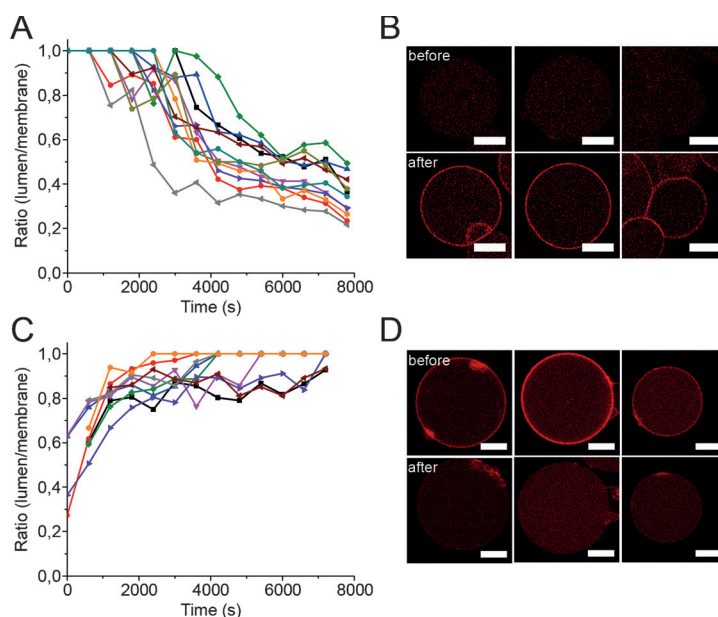 A
Ratio (lumen/membrane)
1,0
0,8
0,6
0,4
0,2
0,0
0 2000 4000 6000 8000
Time (s)
B
before
after
C
Ratio (lumen/membrane)
1,0
0,8
0,6
0,4
0,2
0,0
0 2000 4000 6000 8000
Time (s)
D
before
after